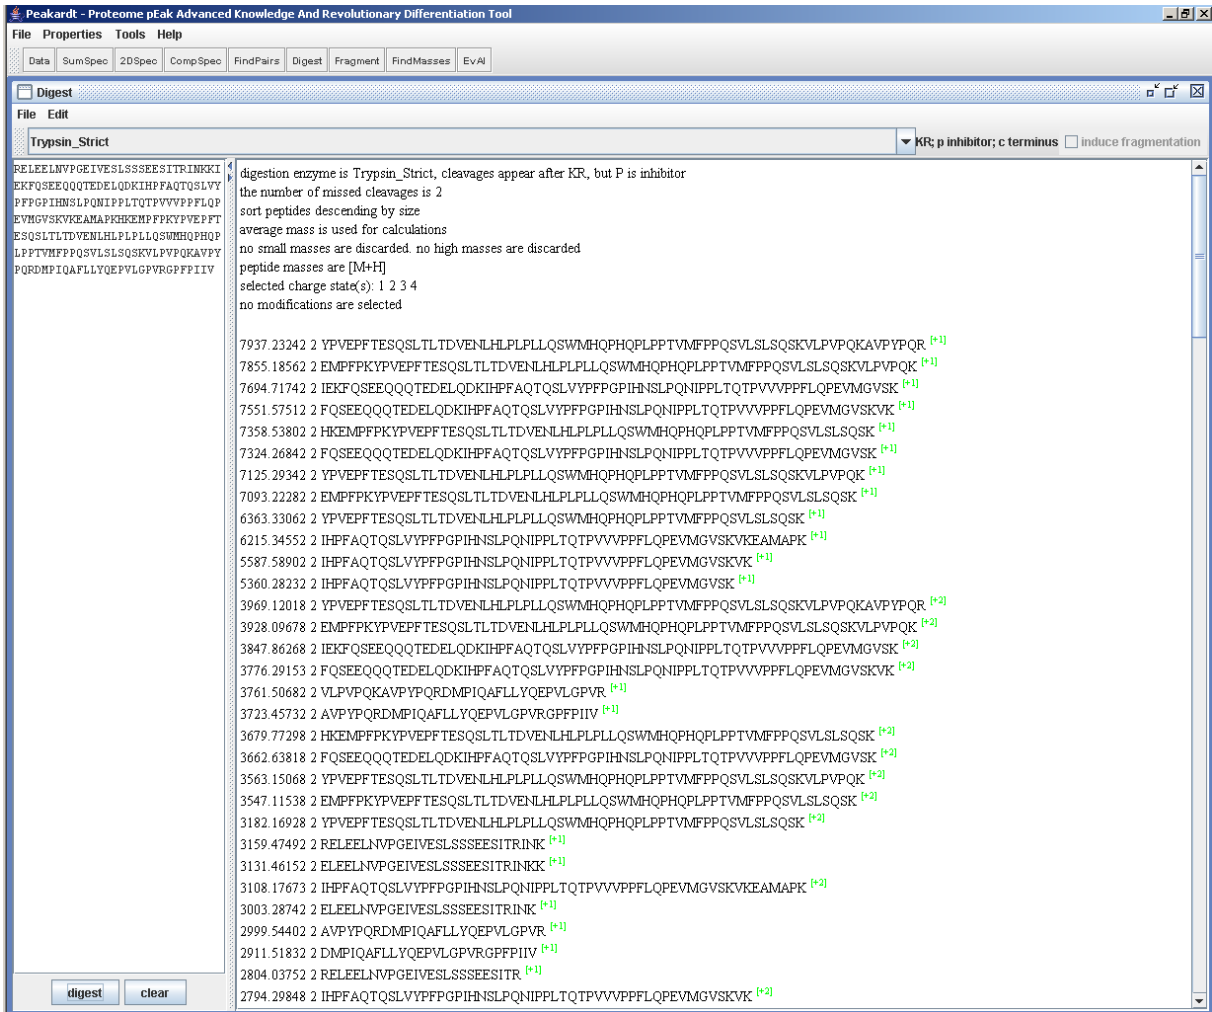 Peakardt - Proteome pEak Advanced Knowledge And Revolutionary Differentiation Tool
File Properties Tools Help
Data SumSpec 2DSpec CompSpec FindPairs Digest Fragment FindMasses EvAl
Digest
File Edit
Trypsin_Strict KR; p inhibitor; c terminus induce fragmentation
RELEELNVPGEIVESLSSSEESITRINKKI
EKFQSEEQQQTEDELQDKIHPFAQTQSLVY
PFPGPIHNSLPQNIPPLTQTPVVVPPFLQP
EVMGVSKVKEAMAPKHKEMPFPKYPVEPFT
ESQSLTLTDVENLHLPLPLLQSWMHQPHQP
LPPTVMFPPQSVLSLSQSKVLPVPQKAVPY
PQRDMPIQAFLLYQEPVLGPVRGPFPIIV
digest clear
digestion enzyme is Trypsin_Strict, cleavages appear after KR, but P is inhibitor
the number of missed cleavages is 2
sort peptides descending by size
average mass is used for calculations
no small masses are discarded. no high masses are discarded
peptide masses are [M+H]
selected charge state(s): 1 2 3 4
no modifications are selected
7937.23242 2 YPVEPFTESQSLTLTDVENLHLPLPLLQSWMHQPHQPLPPTVMFPPQSVLSLSQSKVLPVPQKAVPYPQR [+1]
7855.18562 2 EMPFPKYPVEPFTESQSLTLTDVENLHLPLPLLQSWMHQPHQPLPPTVMFPPQSVLSLSQSKVLPVPQK [+1]
7694.71742 2 IEKFQSEEQQQTEDELQDKIHPFAQTQSLVYPFPGPIHNSLPQNIPPLTQTPVVVPPFLQPEVMGVSK [+1]
7551.57512 2 FQSEEQQQTEDELQDKIHPFAQTQSLVYPFPGPIHNSLPQNIPPLTQTPVVVPPFLQPEVMGVSKVK [+1]
7358.53802 2 HKEMPFPKYPVEPFTESQSLTLTDVENLHLPLPLLQSWMHQPHQPLPPTVMFPPQSVLSLSQSK [+1]
7324.26842 2 FQSEEQQQTEDELQDKIHPFAQTQSLVYPFPGPIHNSLPQNIPPLTQTPVVVPPFLQPEVMGVSK [+1]
7125.29342 2 YPVEPFTESQSLTLTDVENLHLPLPLLQSWMHQPHQPLPPTVMFPPQSVLSLSQSKVLPVPQK [+1]
7093.22282 2 EMPFPKYPVEPFTESQSLTLTDVENLHLPLPLLQSWMHQPHQPLPPTVMFPPQSVLSLSQSK [+1]
6363.33062 2 YPVEPFTESQSLTLTDVENLHLPLPLLQSWMHQPHQPLPPTVMFPPQSVLSLSQSK [+1]
6215.34552 2 IHPFAQTQSLVYPFPGPIHNSLPQNIPPLTQTPVVVPPFLQPEVMGVSKVKEAMAPK [+1]
5587.58902 2 IHPFAQTQSLVYPFPGPIHNSLPQNIPPLTQTPVVVPPFLQPEVMGVSKVK [+1]
5360.28232 2 IHPFAQTQSLVYPFPGPIHNSLPQNIPPLTQTPVVVPPFLQPEVMGVSK [+1]
3969.12018 2 YPVEPFTESQSLTLTDVENLHLPLPLLQSWMHQPHQPLPPTVMFPPQSVLSLSQSKVLPVPQKAVPYPQR [+2]
3928.09678 2 EMPFPKYPVEPFTESQSLTLTDVENLHLPLPLLQSWMHQPHQPLPPTVMFPPQSVLSLSQSKVLPVPQK [+2]
3847.86268 2 IEKFQSEEQQQTEDELQDKIHPFAQTQSLVYPFPGPIHNSLPQNIPPLTQTPVVVPPFLQPEVMGVSK [+2]
3776.29153 2 FQSEEQQQTEDELQDKIHPFAQTQSLVYPFPGPIHNSLPQNIPPLTQTPVVVPPFLQPEVMGVSKVK [+2]
3761.50682 2 VLPVPQKAVPYPQRDMPIQAFLLYQEPVLGPVR [+1]
3723.45732 2 AVPYPQRDMPIQAFLLYQEPVLGPVRGPFPIIV [+1]
3679.77298 2 HKEMPFPKYPVEPFTESQSLTLTDVENLHLPLPLLQSWMHQPHQPLPPTVMFPPQSVLSLSQSK [+2]
3662.63818 2 FQSEEQQQTEDELQDKIHPFAQTQSLVYPFPGPIHNSLPQNIPPLTQTPVVVPPFLQPEVMGVSK [+2]
3563.15068 2 YPVEPFTESQSLTLTDVENLHLPLPLLQSWMHQPHQPLPPTVMFPPQSVLSLSQSKVLPVPQK [+2]
3547.11538 2 EMPFPKYPVEPFTESQSLTLTDVENLHLPLPLLQSWMHQPHQPLPPTVMFPPQSVLSLSQSK [+2]
3182.16928 2 YPVEPFTESQSLTLTDVENLHLPLPLLQSWMHQPHQPLPPTVMFPPQSVLSLSQSK [+2]
3159.47492 2 RELEELNVPGEIVESLSSSEESITRINK [+1]
3131.46152 2 ELEELNVPGEIVESLSSSEESITRINKK [+1]
3108.17673 2 IHPFAQTQSLVYPFPGPIHNSLPQNIPPLTQTPVVVPPFLQPEVMGVSKVKEAMAPK [+2]
3003.28742 2 ELEELNVPGEIVESLSSSEESITRINK [+1]
2999.54402 2 AVPYPQRDMPIQAFLLYQEPVLGPVR [+1]
2911.51832 2 DMPIQAFLLYQEPVLGPVRGPFPIIV [+1]
2804.03752 2 RELEELNVPGEIVESLSSSEESITR [+1]
2794.29848 2 IHPFAQTQSLVYPFPGPIHNSLPQNIPPLTQTPVVVPPFLQPEVMGVSKVK [+2]